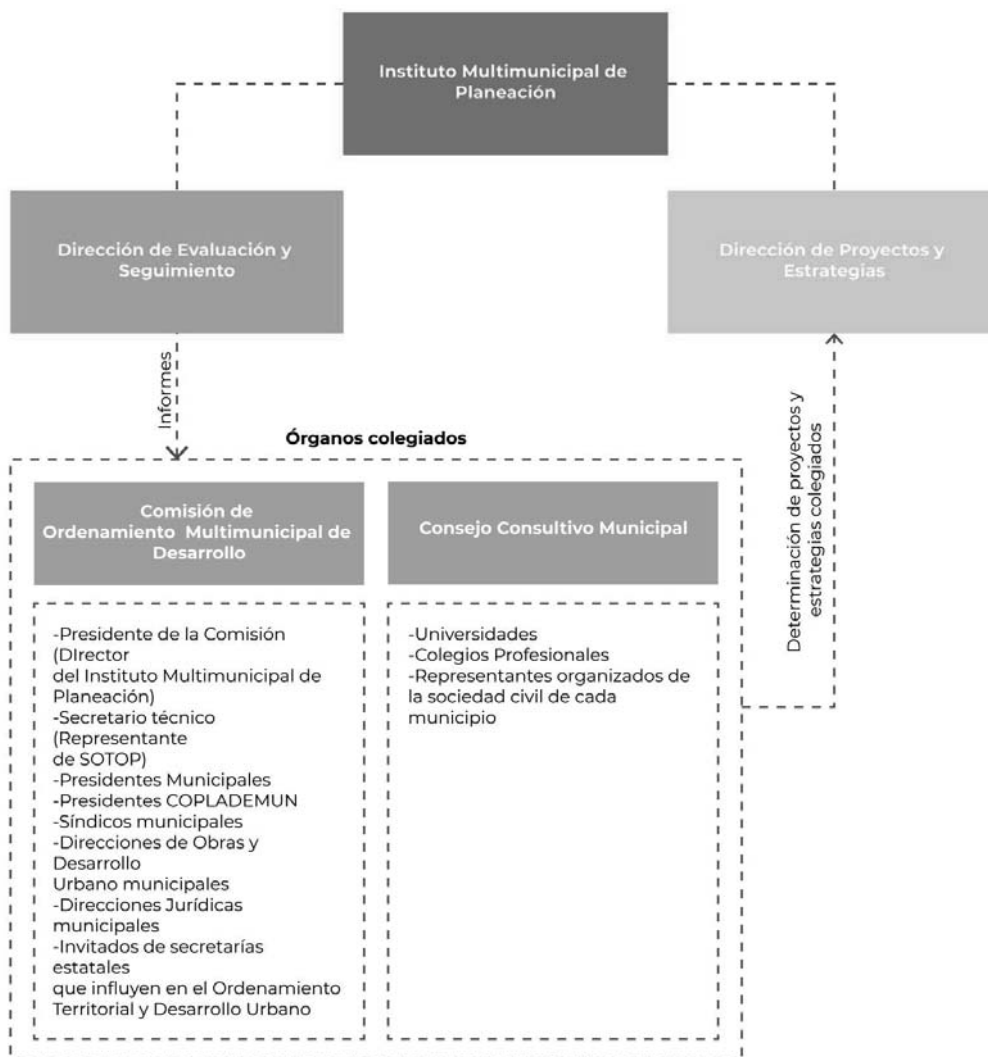 Instituto Multimunicipal de
Planeación
Dirección de Evaluación y
Seguimiento
Dirección de Proyectos y
Estrategias
Informes
Órganos colegiados
Comisión de
Ordenamiento Multimunicipal de
Desarrollo
-Presidente de la Comisión
(DIrector
del Instituto Multimunicipal de
Planeación)
-Secretario técnico
(Representante
de SOTOP)
-Presidentes Municipales
-Presidentes COPLADEMUN
-Síndicos municipales
-Direcciones de Obras y
Desarrollo
Urbano municipales
-Direcciones Jurídicas
municipales
-Invitados de secretarías
estatales
que influyen en el Ordenamiento
Territorial y Desarrollo Urbano
Consejo Consultivo Municipal
-Universidades
-Colegios Profesionales
-Representantes organizados de
la sociedad civil de cada
municipio
Determinación de proyectos y
estrategias colegiados